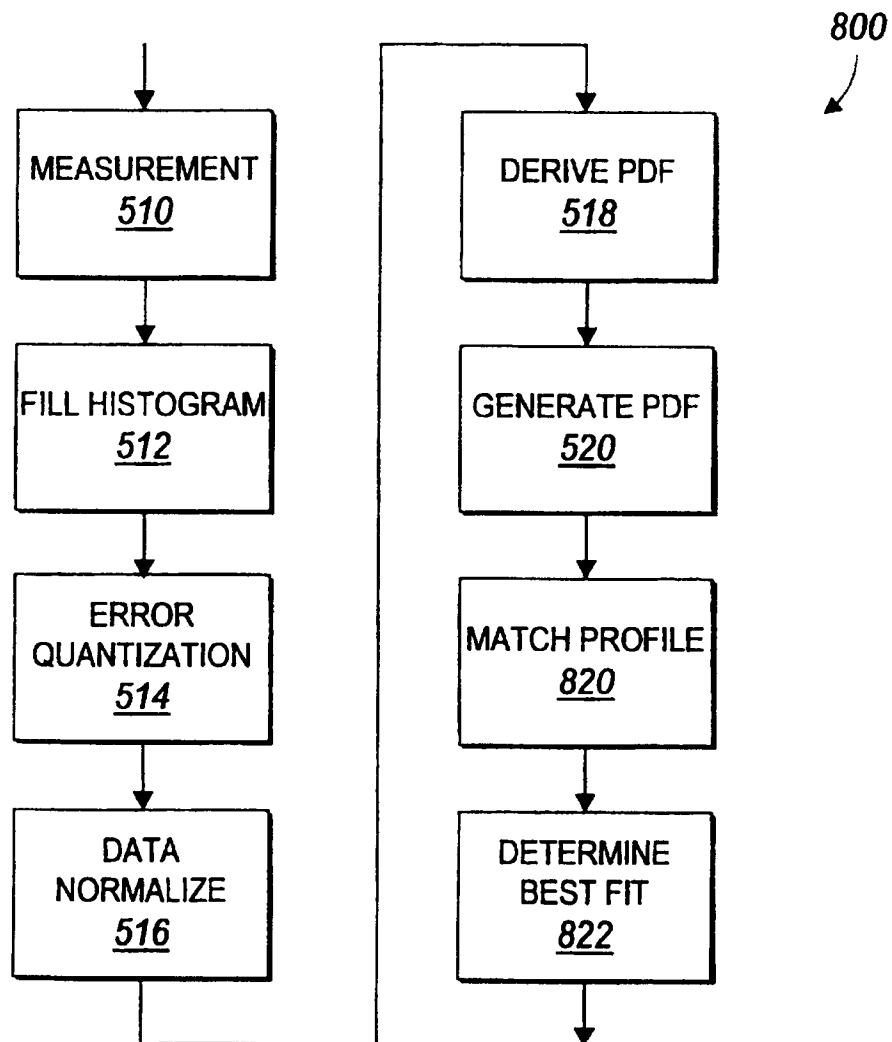 800
MEASUREMENT
510
FILL HISTOGRAM
512
ERROR
QUANTIZATION
514
DATA
NORMALIZE
516
DERIVE PDF
518
GENERATE PDF
520
MATCH PROFILE
820
DETERMINE
BEST FIT
822